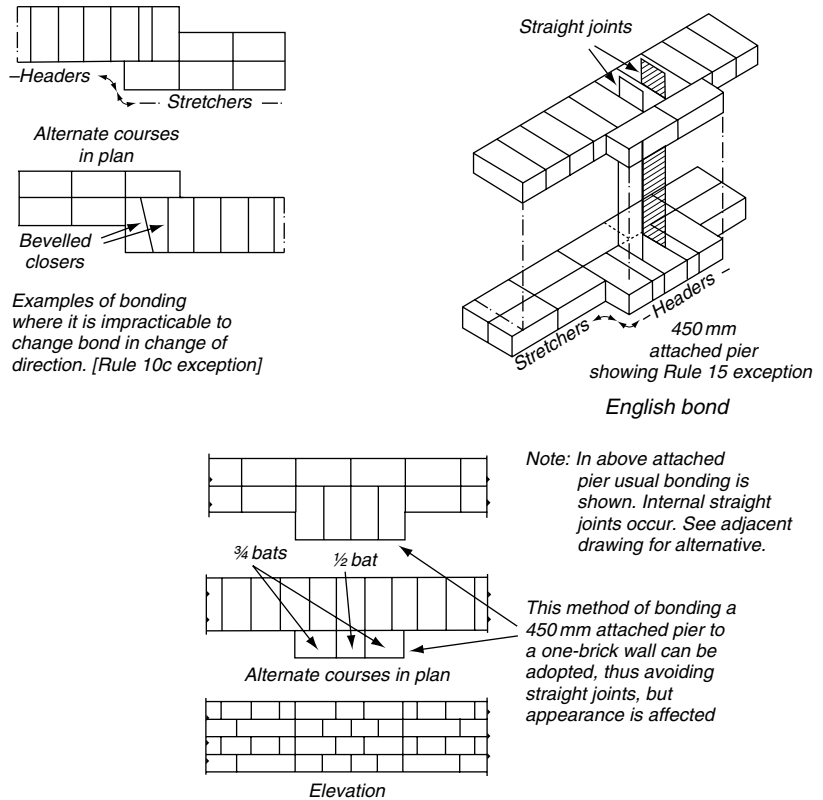 –Headers
Stretchers
Alternate courses
in plan
Bevelled
closers
Examples of bonding
where it is impracticable to
change bond in change of
direction. [Rule 10c exception]
Straight joints
Stretchers
Headers –
450 mm
attached pier
showing Rule 15 exception
English bond
Note: In above attached
pier usual bonding is
shown. Internal straight
joints occur. See adjacent
drawing for alternative.
¾ bats
½ bat
Alternate courses in plan
This method of bonding a
450 mm attached pier to
a one-brick wall can be
adopted, thus avoiding
straight joints, but
appearance is affected
Elevation